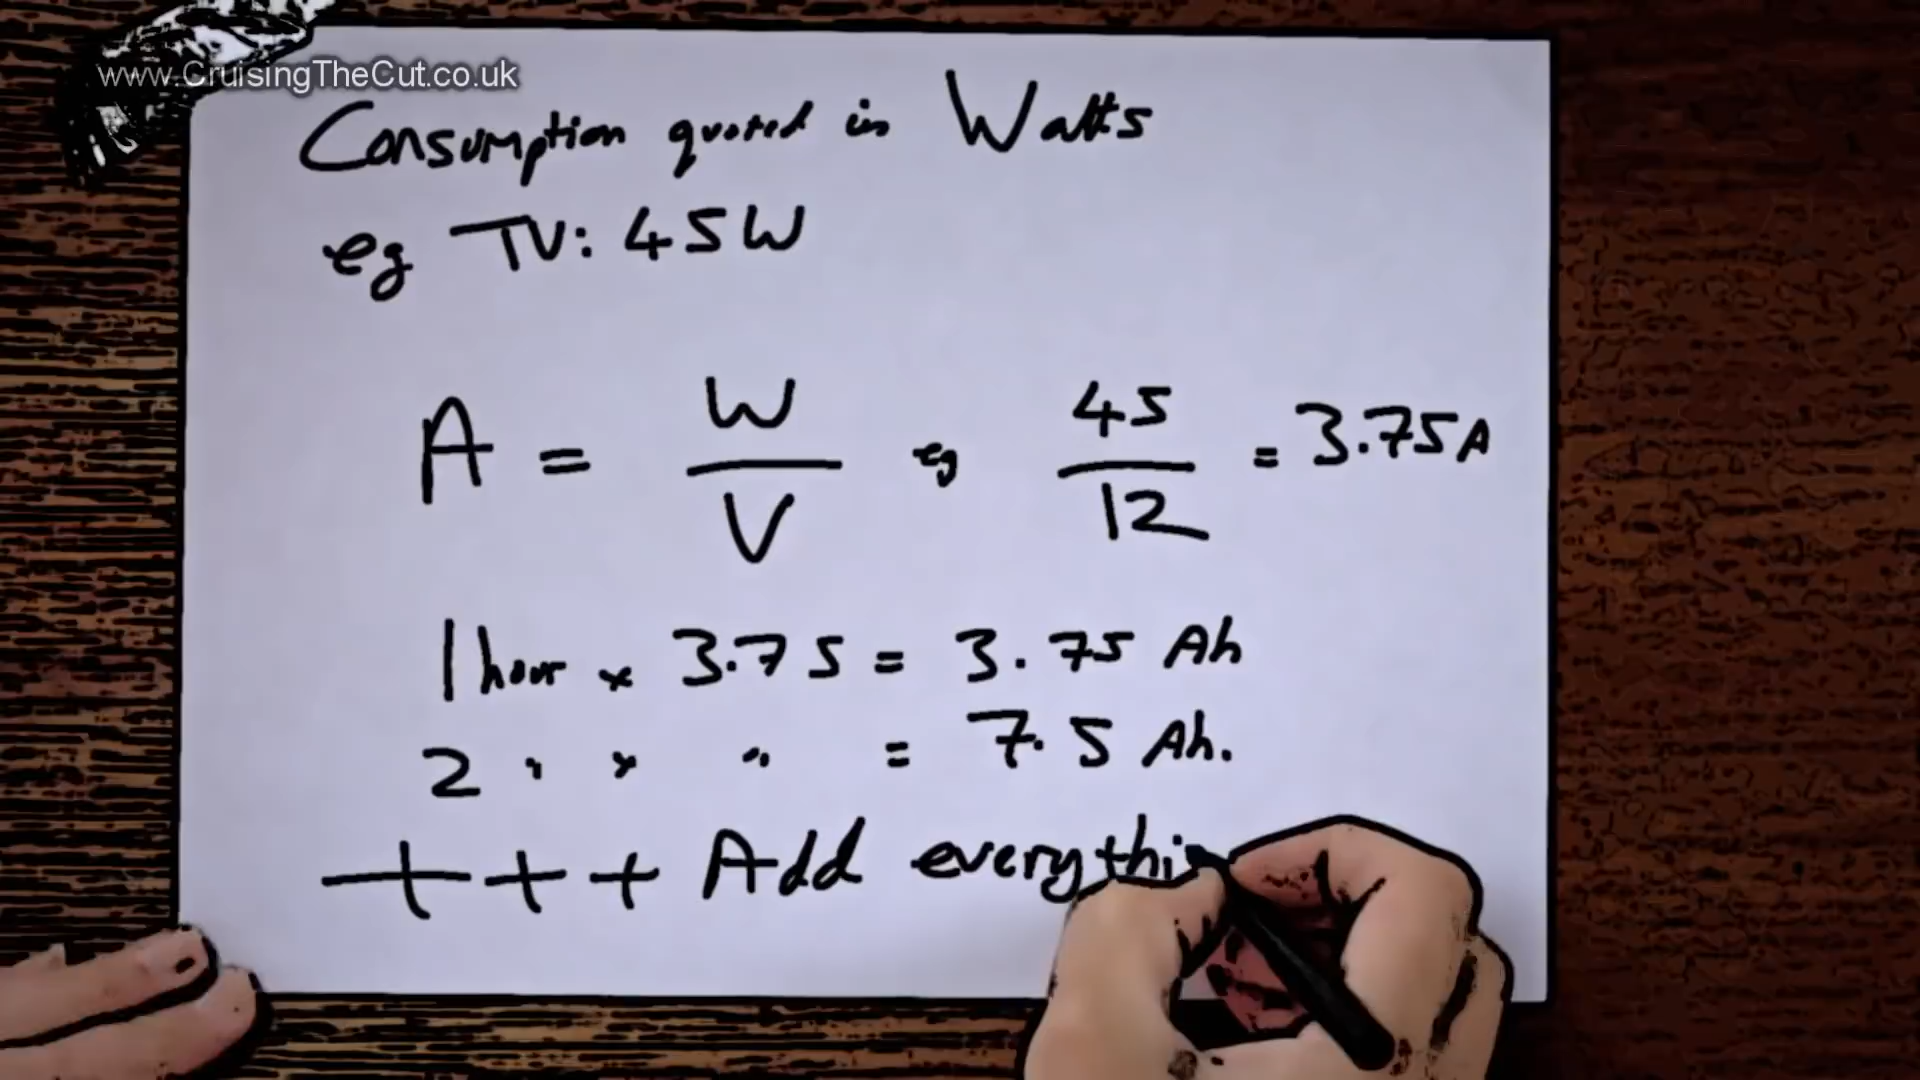 www.CruisingTheCut.co.uk
Consumption quoted in Watts
eg TV: 45W
A = W/V eg 45/12 = 3.75A
1 hour x 3.75 = 3.75 Ah
2 " x " = 7.5 Ah.
+ + + Add everythi